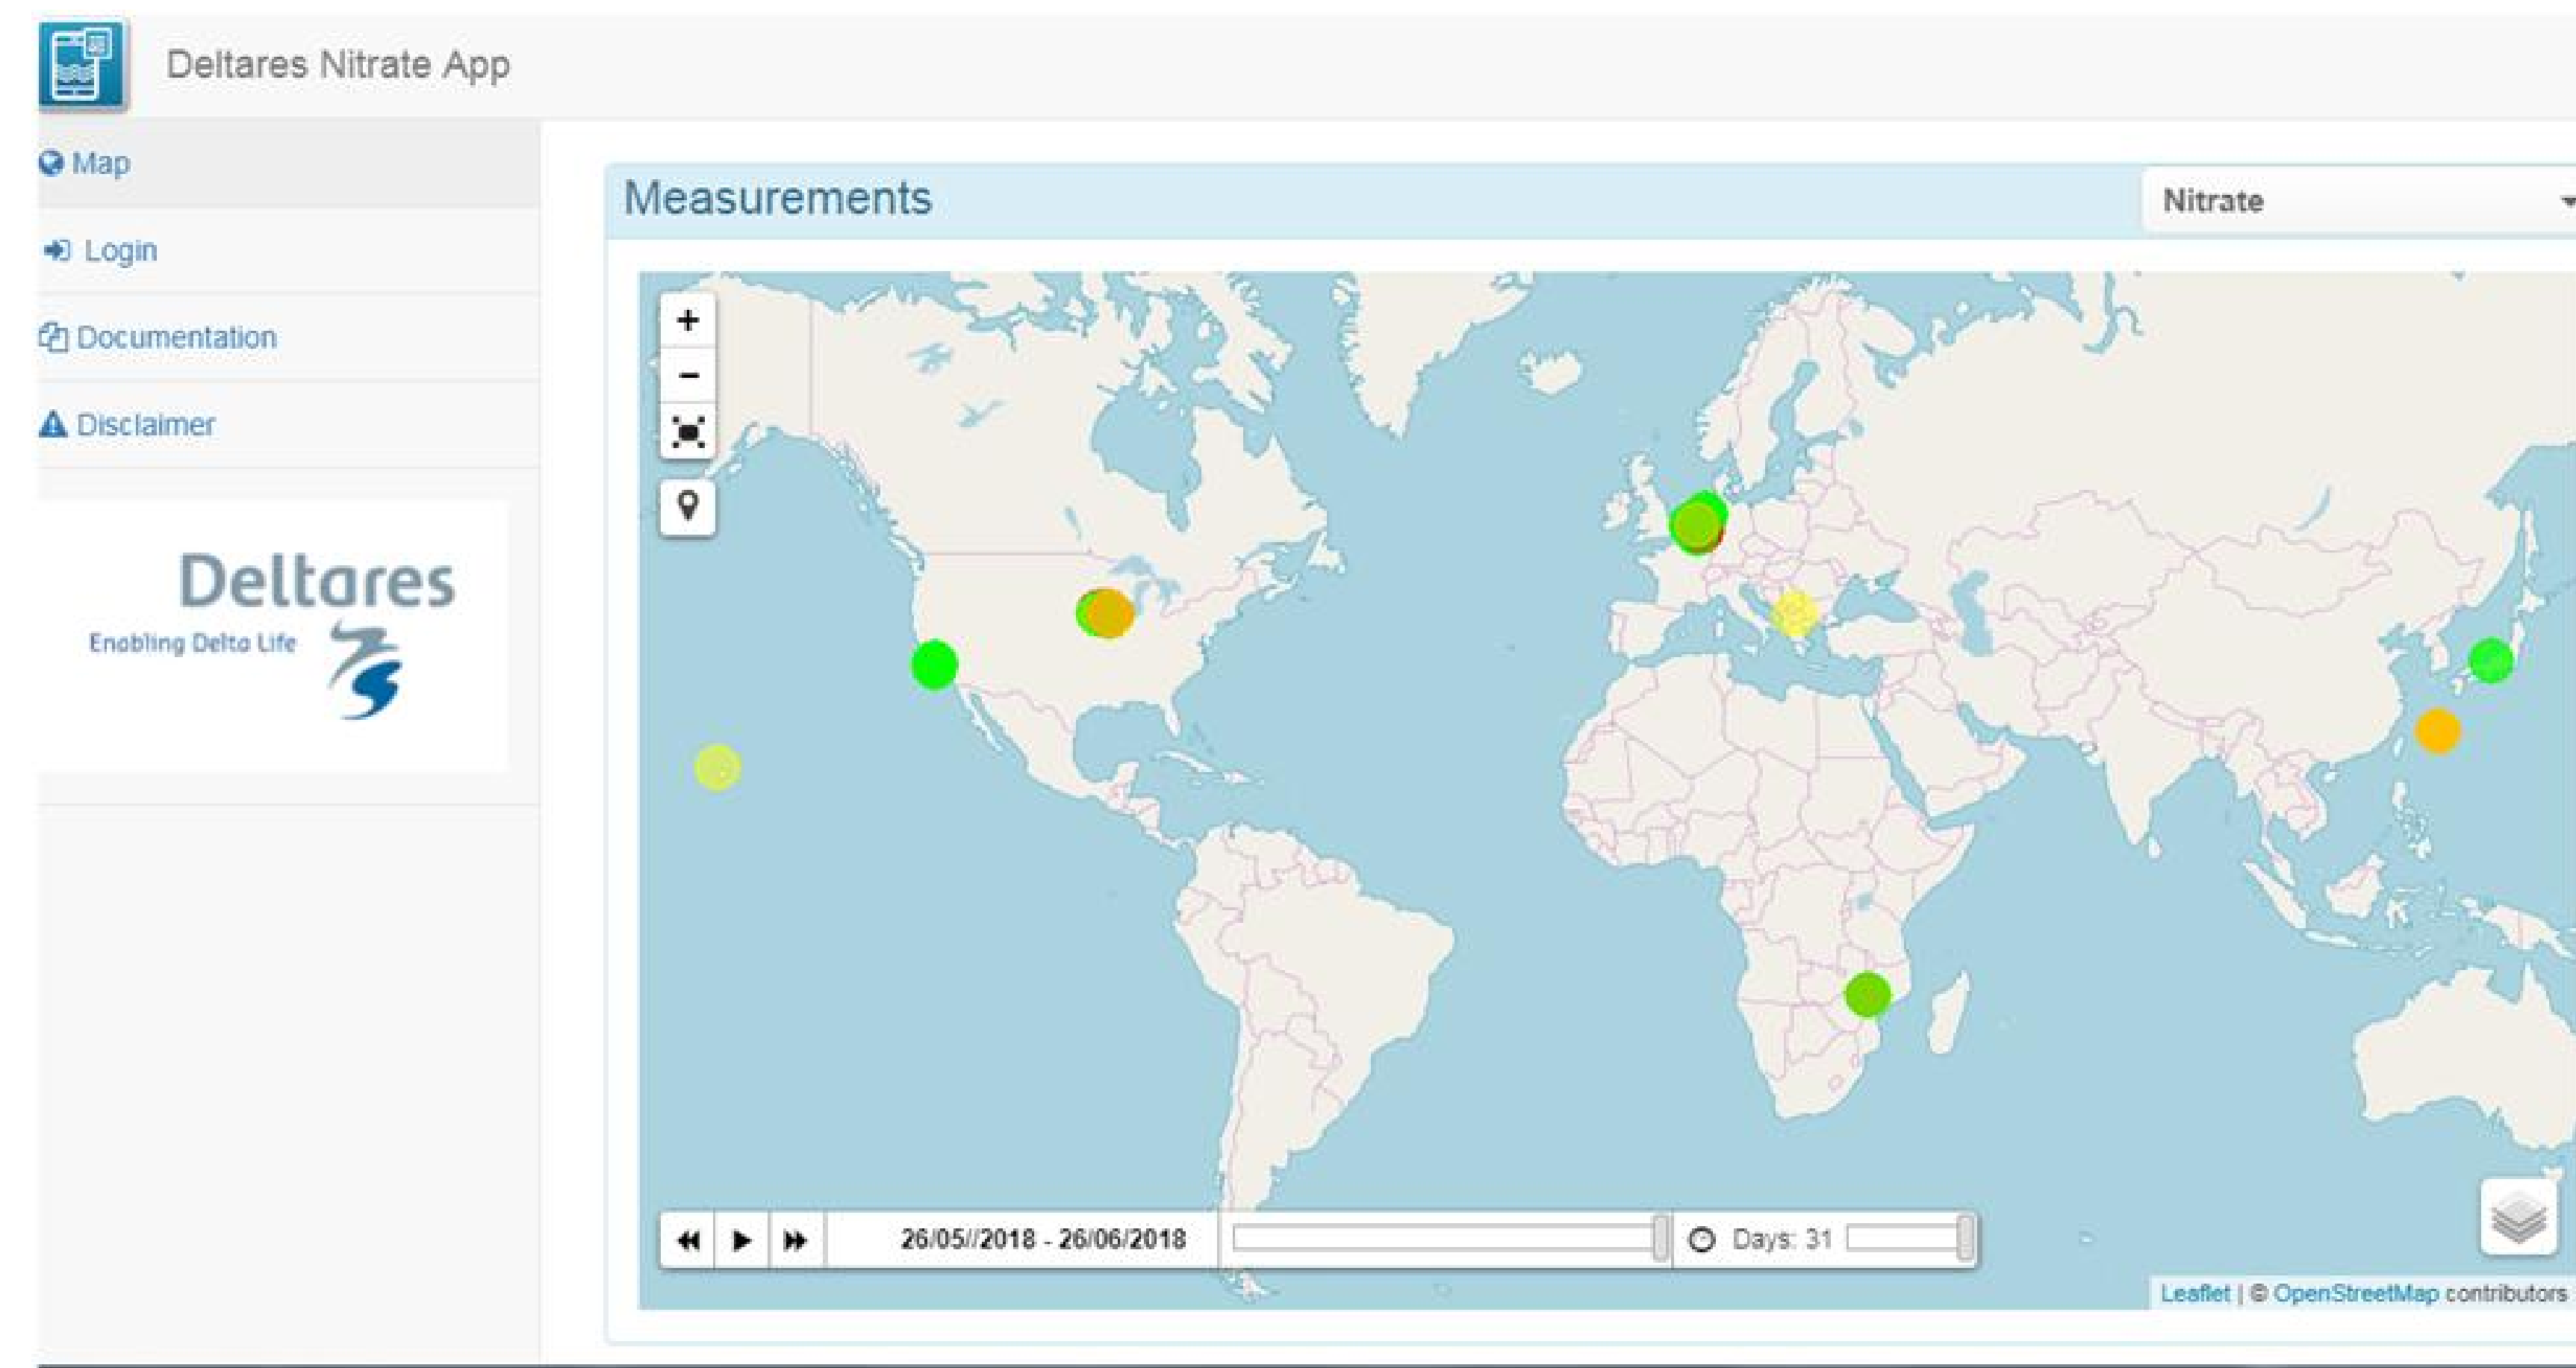 Deltares Nitrate App
Map
Login
Documentation
Disclaimer
Deltares
Enabling Delta Life
Measurements
Nitrate
+
-
26/05//2018 - 26/06/2018
Days: 31
Leaflet | © OpenStreetMap contributors